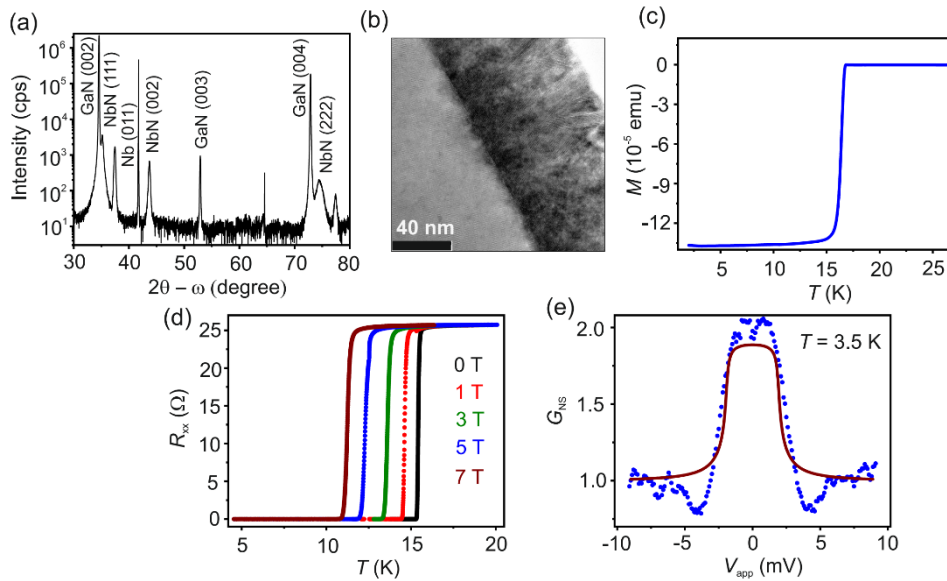 (a)
Intensity (cps)
10⁶
10⁵
10⁴
10³
10²
10¹
GaN (002)
NbN (111)
Nb (011)
NbN (002)
GaN (003)
GaN (004)
NbN (222)
30 40 50 60 70 80
2θ – ω (degree)
(b)
40 nm
(c)
M (10⁻⁵ emu)
0
-3
-6
-9
-12
5 10 15 20 25
T (K)
(d)
R_xx (Ω)
25
20
15
10
5
0
0 T
1 T
3 T
5 T
7 T
5 10 15 20
T (K)
(e)
G_NS
2.0
1.5
1.0
T = 3.5 K
-10 -5 0 5 10
V_app (mV)